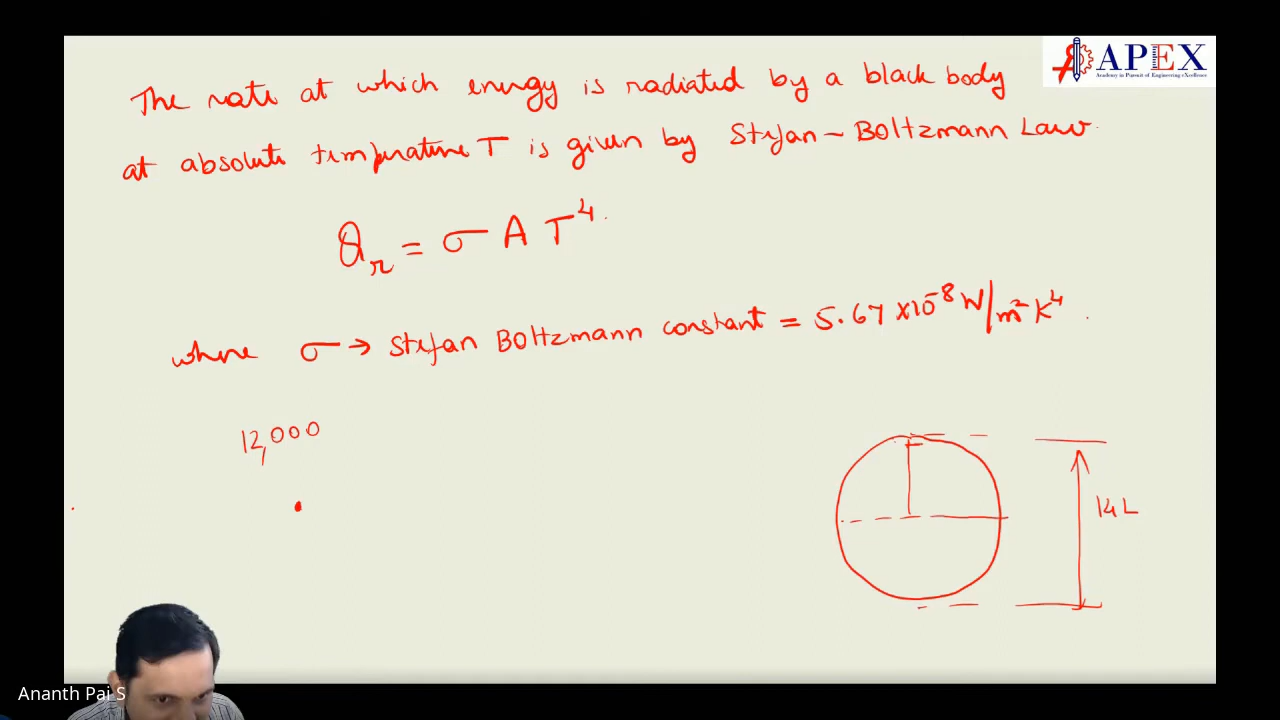 APEX
Academy in Pursuit of Engineering eXcellence
The rate at which energy is radiated by a black body
at absolute temperature T is given by Stefan-Boltzmann Law.
Qr = σ A T⁴
where σ → Stefan Boltzmann constant = 5.67 ×10⁻⁸ W/m² K⁴.
12,000
14L
Ananth Pai S